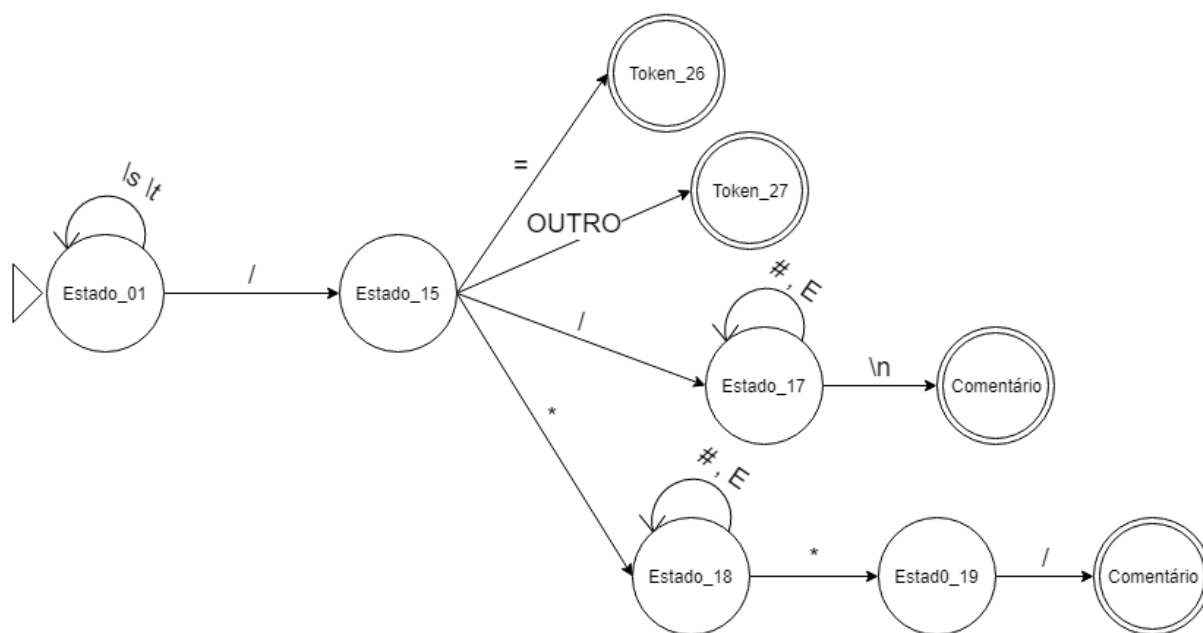 Token_26
\s \t
=
Token_27
OUTRO
Estado_01
/
Estado_15
#, E
/
Estado_17
\n
Comentário
*
#, E
Estado_18
*
Estad0_19
/
Comentário